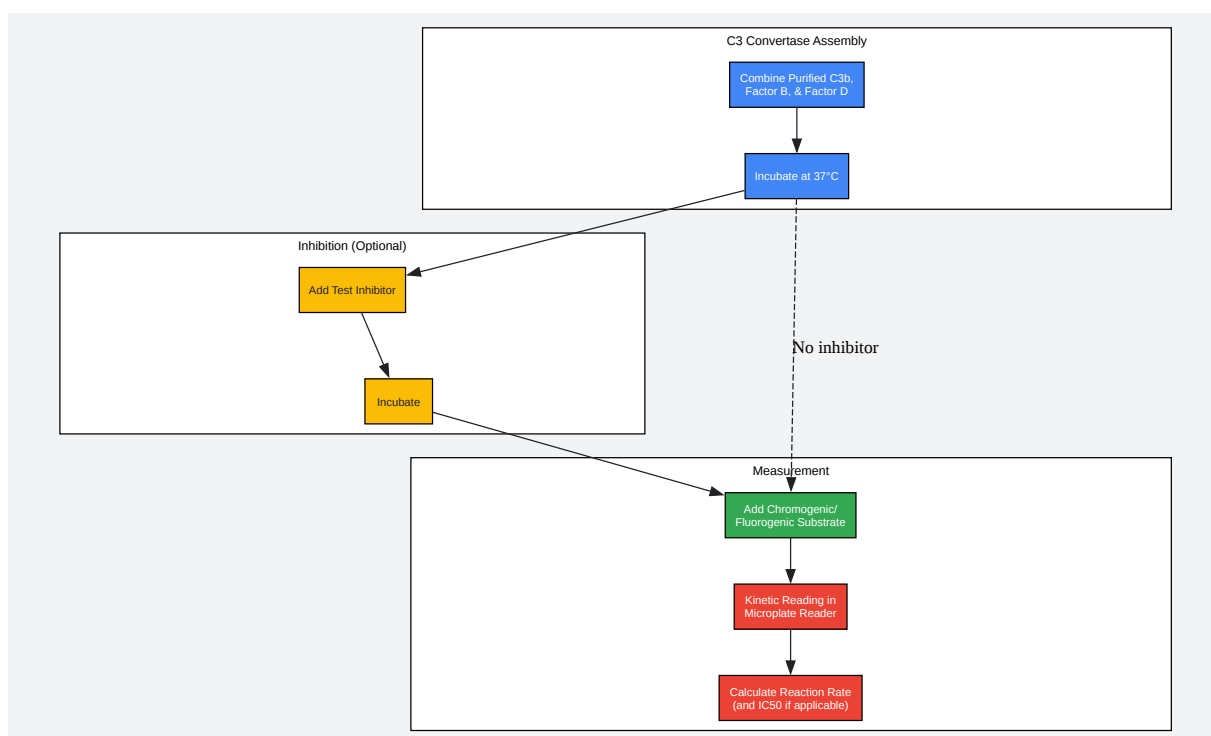 C3 Convertase Assembly
Combine Purified C3b,
Factor B, & Factor D
Incubate at 37°C
Inhibition (Optional)
Add Test Inhibitor
No inhibitor
Incubate
Measurement
Add Chromogenic/
Fluorogenic Substrate
Kinetic Reading in
Microplate Reader
Calculate Reaction Rate
(and IC50 if applicable)